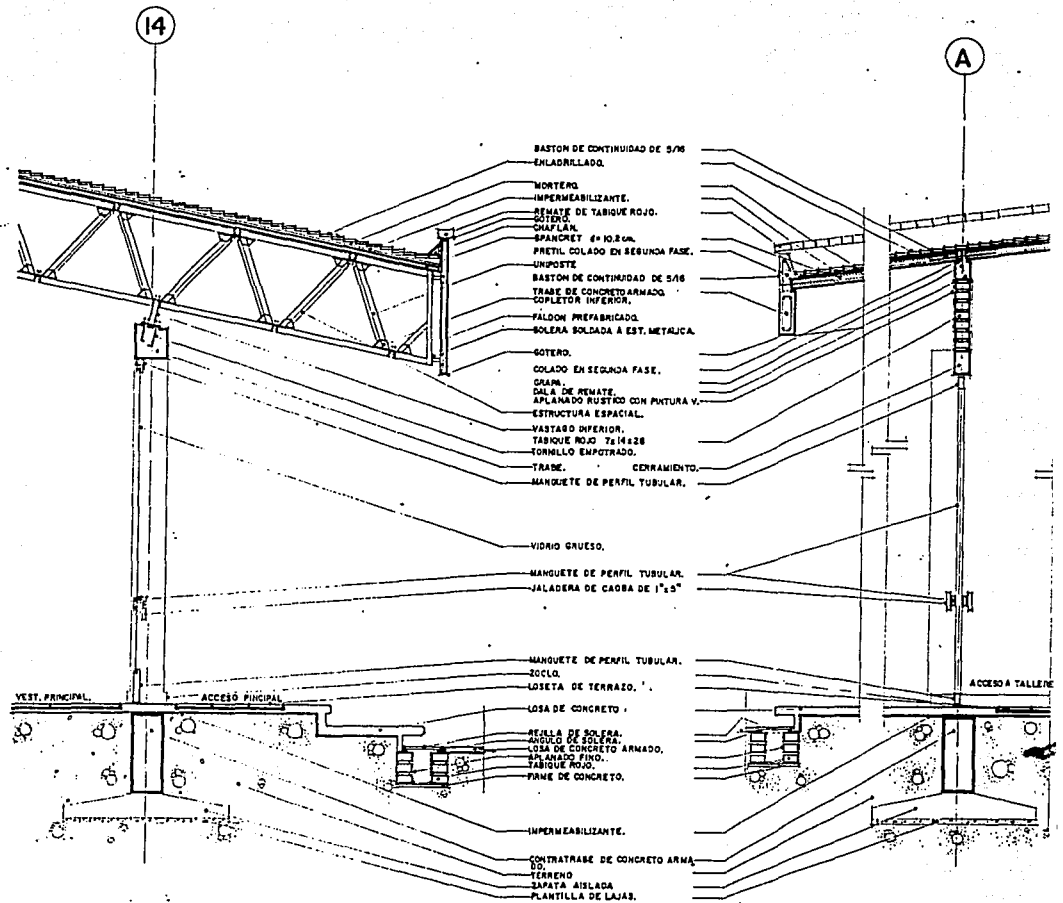 14
A
BASTON DE CONTINUIDAD DE 5/16
ENLADRILLADO.
MORTERO.
IMPERMEABILIZANTE.
REMATE DE TABIQUE ROJO.
GOTERO.
CHAFLAN.
SPANCRET d=10.2 cm.
PRETIL COLADO EN SEGUNDA FASE.
UNIPOSTE
BASTON DE CONTINUIDAD DE 5/16
TRABE DE CONCRETO ARMADO.
COPLETOR INFERIOR.
FALDON PREFABRICADO.
SOLERA SOLDADA A EST. METALICA.
GOTERO.
COLADO EN SEGUNDA FASE.
GRAPA.
DALA DE REMATE.
APLANADO RUSTICO CON PINTURA V.
ESTRUCTURA ESPACIAL.
VASTAGO INFERIOR.
TABIQUE ROJO 7x14x28
TORNILLO EMPOTRADO.
TRABE. CERRAMIENTO.
MANGUETE DE PERFIL TUBULAR.
VIDRIO GRUESO.
MANGUETE DE PERFIL TUBULAR.
JALADERA DE CAOBA DE 1"x5"
MANGUETE DE PERFIL TUBULAR.
ZOCLO.
LOSETA DE TERRAZO.
VEST. PRINCIPAL.
ACCESO PINCIPAL
ACCESO A TALLERE
LOSA DE CONCRETO
REJILLA DE SOLERA.
ANGULO DE SOLERA.
LOSA DE CONCRETO ARMADO.
APLANADO FINO.
TABIQUE ROJO.
FIRME DE CONCRETO.
IMPERMEABILIZANTE.
CONTRATRABE DE CONCRETO ARMA
DO.
TERRENO
ZAPATA AISLADA
PLANTILLA DE LAJAS.